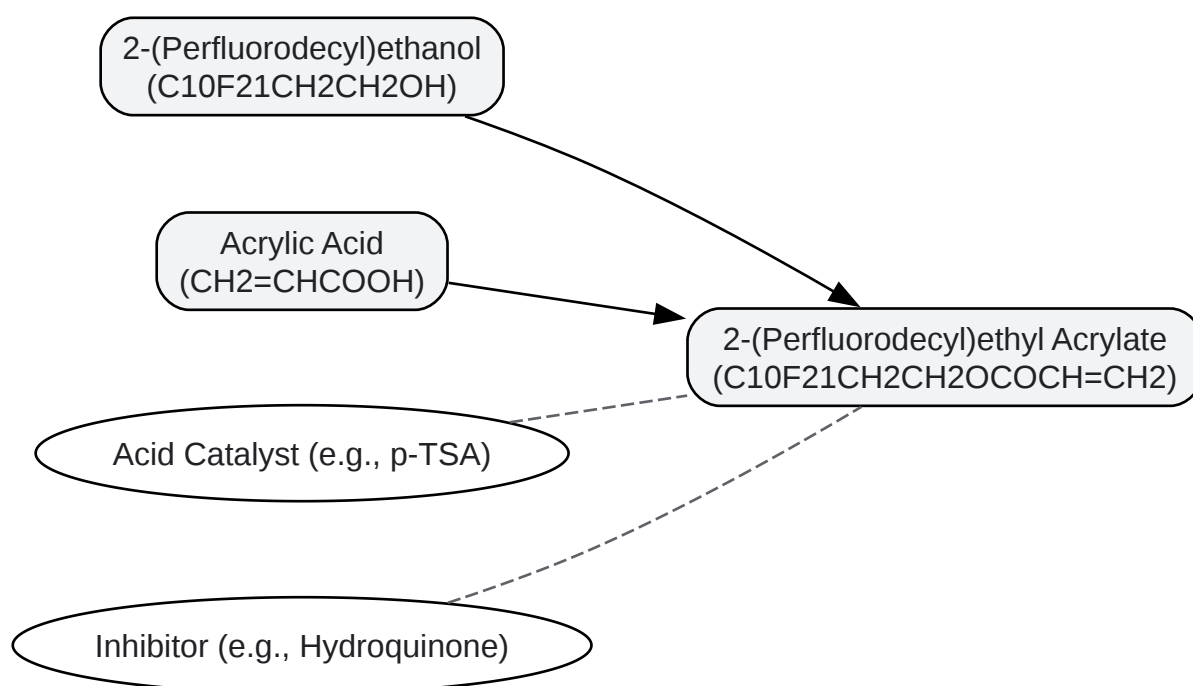 2-(Perfluorodecyl)ethanol
(C10F21CH2CH2OH)
Acrylic Acid
(CH2=CHCOOH)
2-(Perfluorodecyl)ethyl Acrylate
(C10F21CH2CH2OCOCH=CH2)
Acid Catalyst (e.g., p-TSA)
Inhibitor (e.g., Hydroquinone)